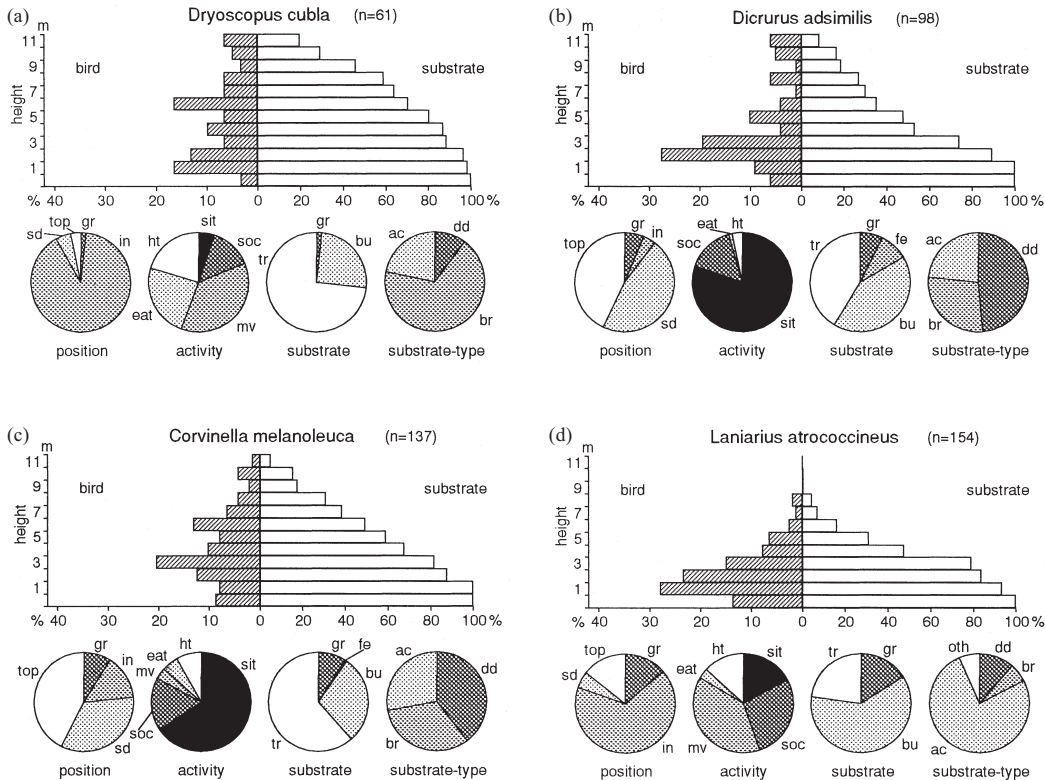 (a) Dryoscopus cubla (n=61)
m
11
9
7
5
3
1
height
bird
substrate
% 40 30 20 10 0 20 40 60 80 100 %
sd top gr in
position
ht sit soc mv eat
activity
gr bu tr
substrate
ac dd br
substrate-type
(b) Dicrurus adsimilis (n=98)
m
11
9
7
5
3
1
height
bird
substrate
% 40 30 20 10 0 20 40 60 80 100 %
top gr in sd
position
soc eat ht sit
activity
tr gr fe bu
substrate
ac dd br
substrate-type
(c) Corvinella melanoleuca (n=137)
m
11
9
7
5
3
1
height
bird
substrate
% 40 30 20 10 0 20 40 60 80 100 %
top gr in sd
position
mv eat ht sit soc
activity
gr fe bu tr
substrate
ac dd br
substrate-type
(d) Laniarius atrococcineus (n=154)
m
11
9
7
5
3
1
height
bird
substrate
% 40 30 20 10 0 20 40 60 80 100 %
sd top gr in
position
eat ht sit soc mv
activity
tr gr bu
substrate
oth dd br ac
substrate-type